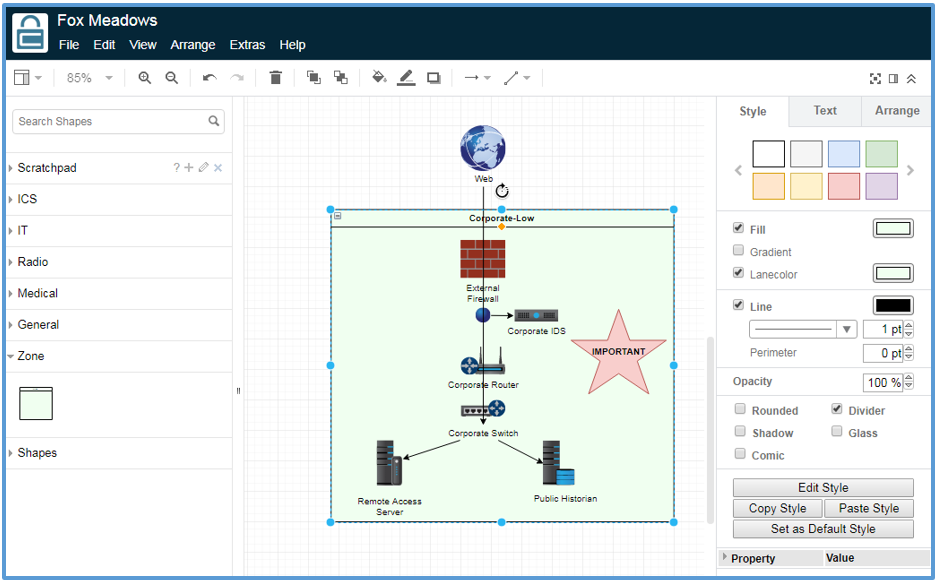 Fox Meadows
File Edit View Arrange Extras Help
85%
Search Shapes
Scratchpad
?
ICS
IT
Radio
Medical
General
Zone
Shapes
Web
Corporate-Low
External
Firewall
Corporate IDS
IMPORTANT
Corporate Router
Corporate Switch
Remote Access
Server
Public Historian
Style Text Arrange
Fill
Gradient
Lanecolor
Line
1 pt
Perimeter 0 pt
Opacity 100 %
Rounded Divider
Shadow Glass
Comic
Edit Style
Copy Style Paste Style
Set as Default Style
Property Value